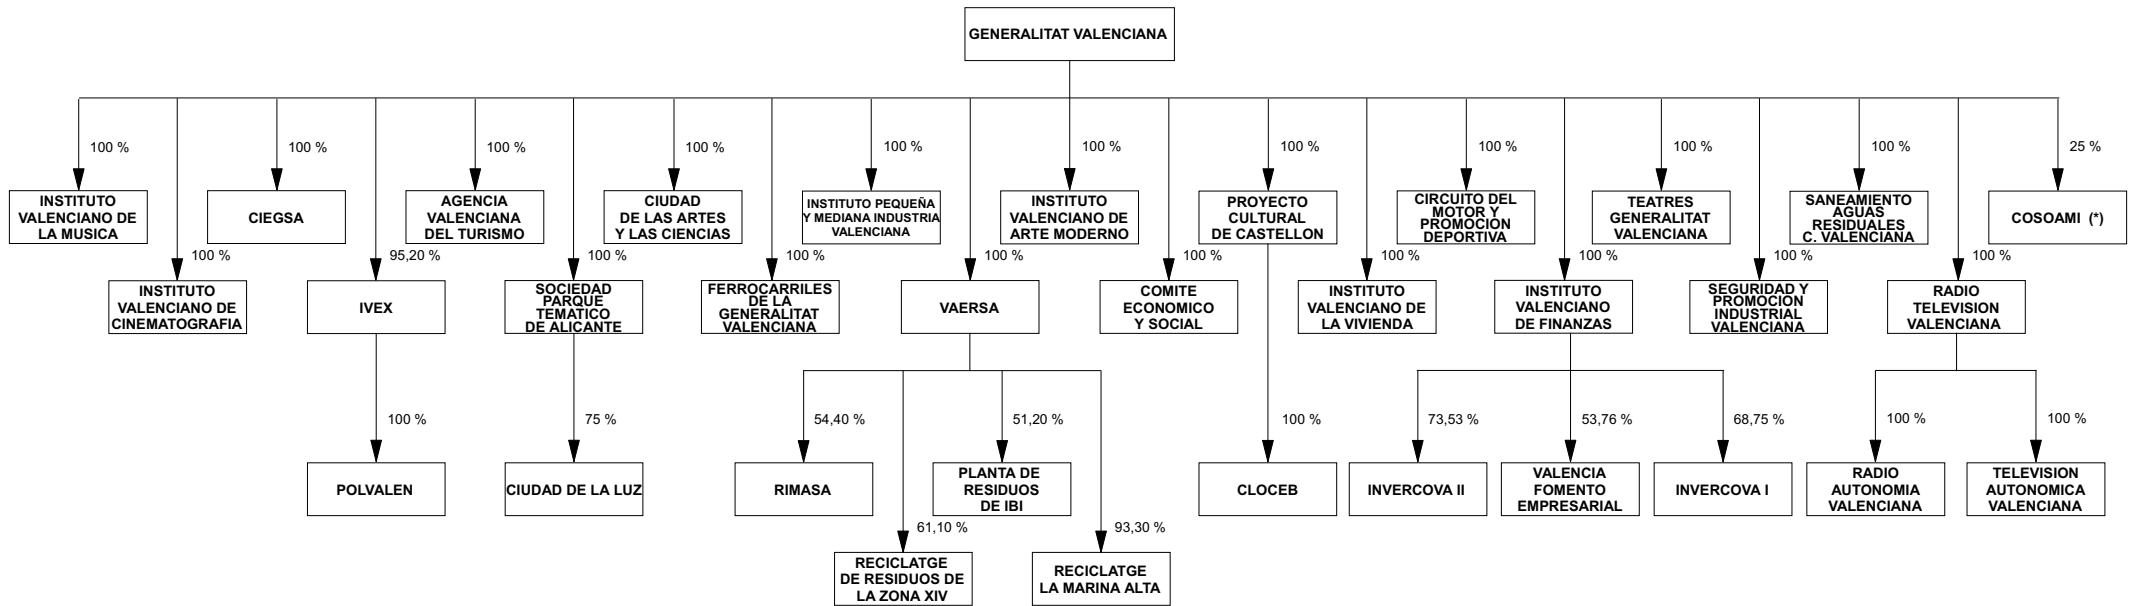 GENERALITAT VALENCIANA
100 %
100 %
100 %
100 %
100 %
100 %
100 %
100 %
100 %
100 %
25 %
INSTITUTO
VALENCIANO DE
LA MUSICA
CIEGSA
AGENCIA
VALENCIANA
DEL TURISMO
CIUDAD
DE LAS ARTES
Y LAS CIENCIAS
INSTITUTO PEQUEÑA
Y MEDIANA INDUSTRIA
VALENCIANA
INSTITUTO
VALENCIANO DE
ARTE MODERNO
PROYECTO
CULTURAL
DE CASTELLON
CIRCUITO DEL
MOTOR Y
PROMOCION
DEPORTIVA
TEATRES
GENERALITAT
VALENCIANA
SANEAMIENTO
AGUAS
RESIDUALES
C. VALENCIANA
COSOAMI (*)
100 %
95,20 %
100 %
100 %
100 %
100 %
100 %
100 %
100 %
100 %
INSTITUTO
VALENCIANO DE
CINEMATOGRAFIA
IVEX
SOCIEDAD
PARQUE
TEMATICO
DE ALICANTE
FERROCARRILES
DE LA
GENERALITAT
VALENCIANA
VAERSA
COMITE
ECONOMICO
Y SOCIAL
INSTITUTO
VALENCIANO DE
LA VIVIENDA
INSTITUTO
VALENCIANO
DE FINANZAS
SEGURIDAD Y
PROMOCION
INDUSTRIAL
VALENCIANA
RADIO
TELEVISION
VALENCIANA
100 %
75 %
54,40 %
51,20 %
100 %
73,53 %
53,76 %
68,75 %
100 %
100 %
POLVALEN
CIUDAD DE LA LUZ
RIMASA
PLANTA DE
RESIDUOS
DE IBI
CLOCEB
INVERCOVA II
VALENCIA
FOMENTO
EMPRESARIAL
INVERCOVA I
RADIO
AUTONOMIA
VALENCIANA
TELEVISION
AUTONOMICA
VALENCIANA
61,10 %
93,30 %
RECICLATGE
DE RESIDUOS DE
LA ZONA XIV
RECICLATGE
LA MARINA ALTA